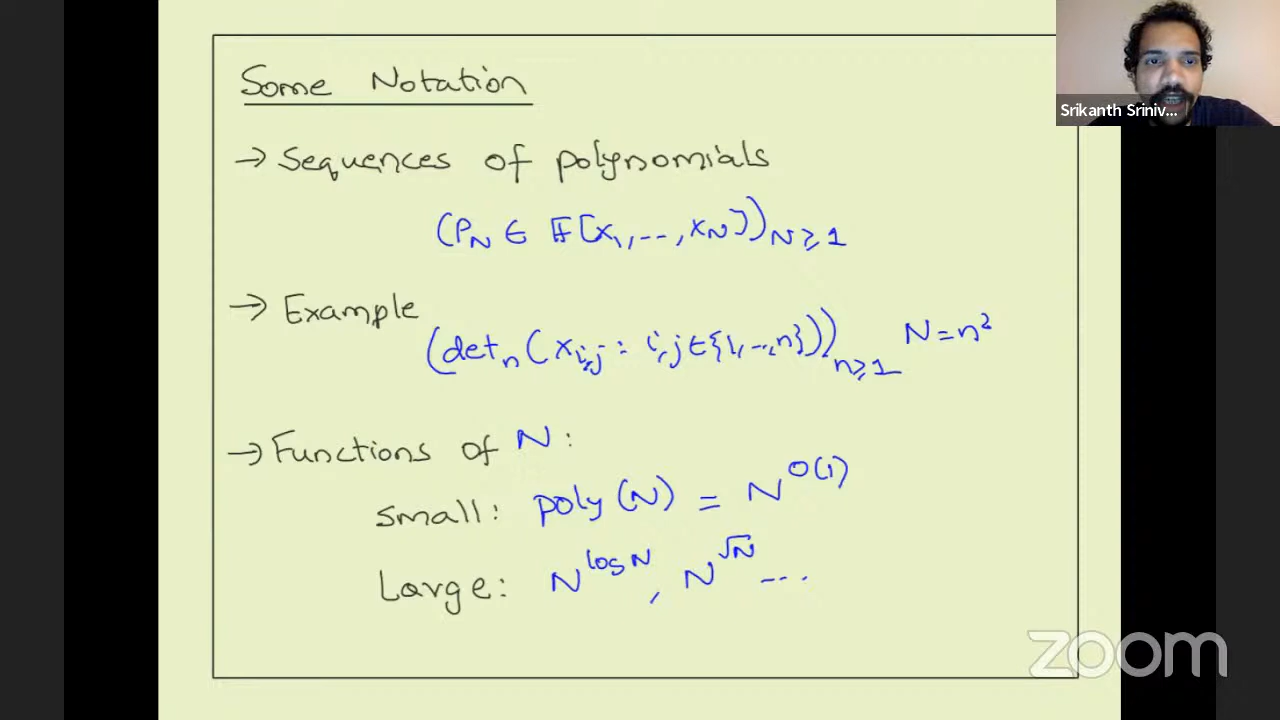 Some Notation
→ Sequences of polynomials
(P_N ∈ 𝔽[x_1, ..., x_N])_{N≥1}
→ Example
(det_n (x_{i,j} : i,j ∈ {1, ..., n}))_{n≥1} N = n^2
→ Functions of N :
Small: poly(N) = N^{O(1)}
Large: N^{log N}, N^{√N} ...
Srikanth Sriniv...
zoom